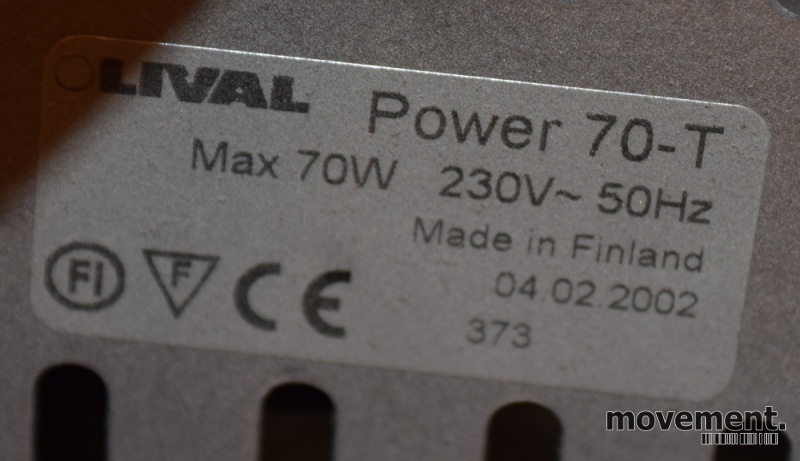 LIVAL Power 70-T
Max 70W 230V~ 50Hz
Made in Finland
04.02.2002
373
FI F CE
movement.